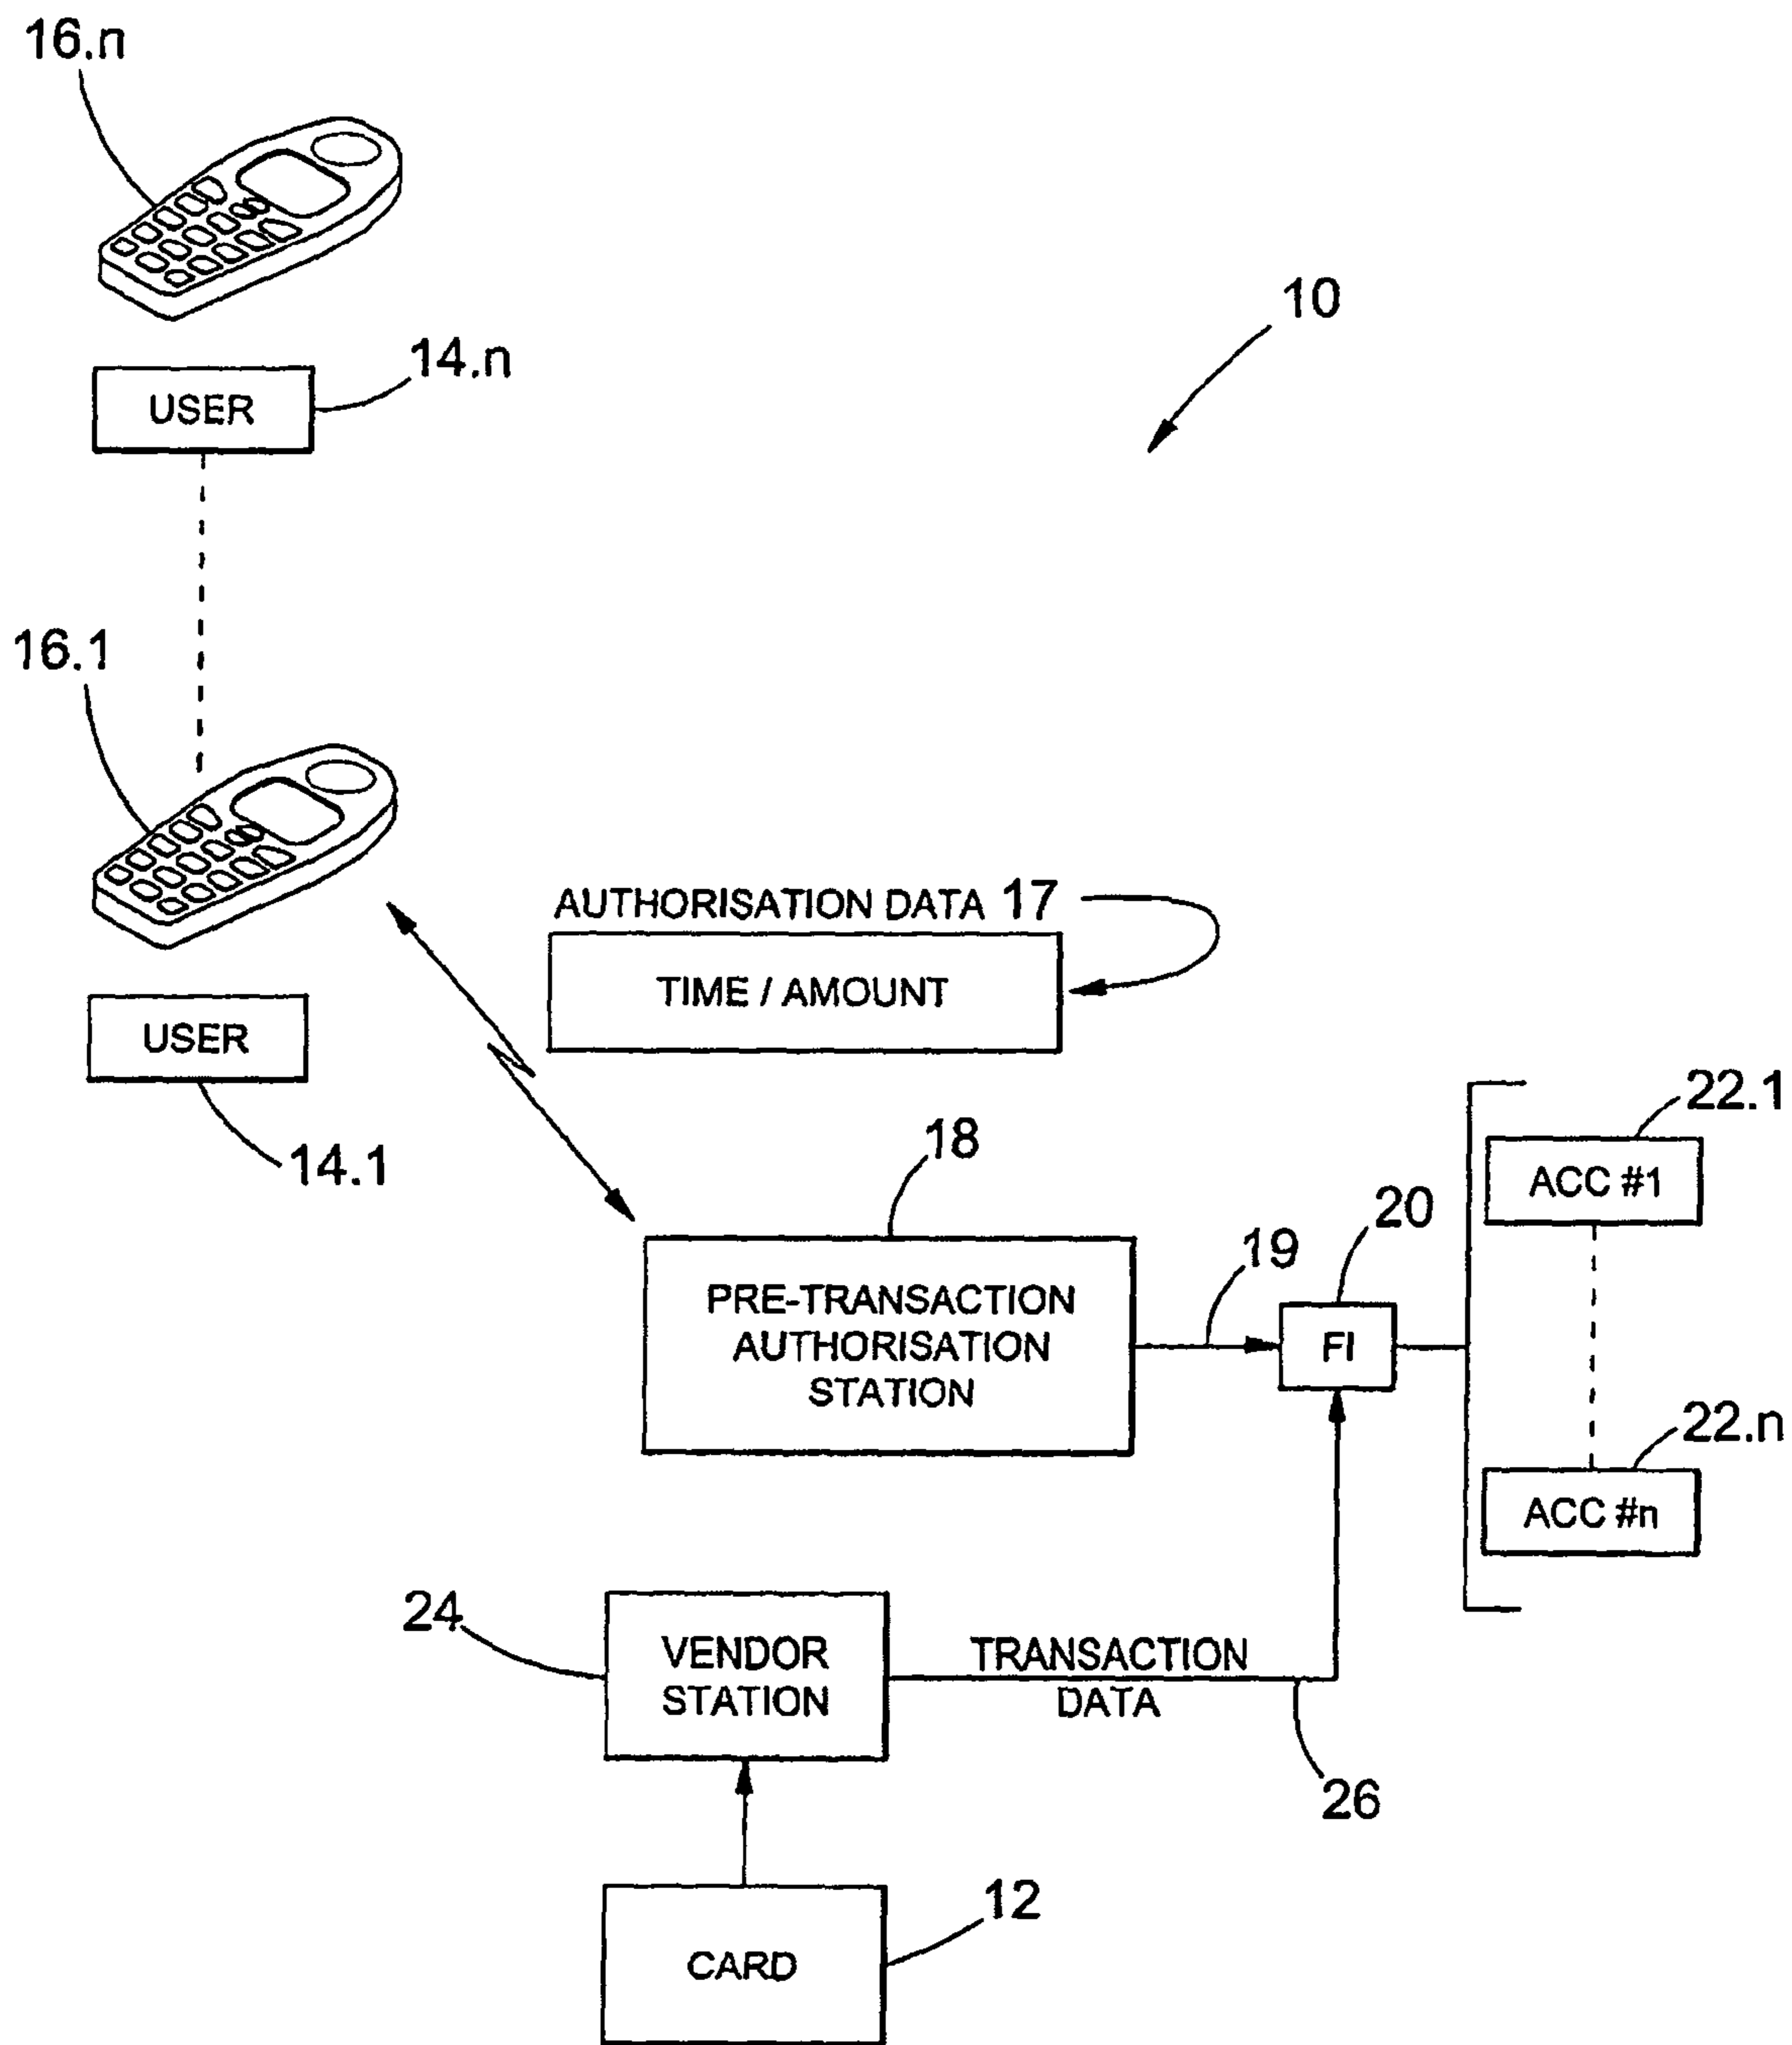 16.n
10
14.n
USER
16.1
AUTHORISATION DATA 17
TIME / AMOUNT
USER
14.1
22.1
18
ACC #1
20
19
PRE-TRANSACTION
AUTHORISATION
STATION
FI
22.n
ACC #n
24
VENDOR
STATION
TRANSACTION
DATA
26
12
CARD